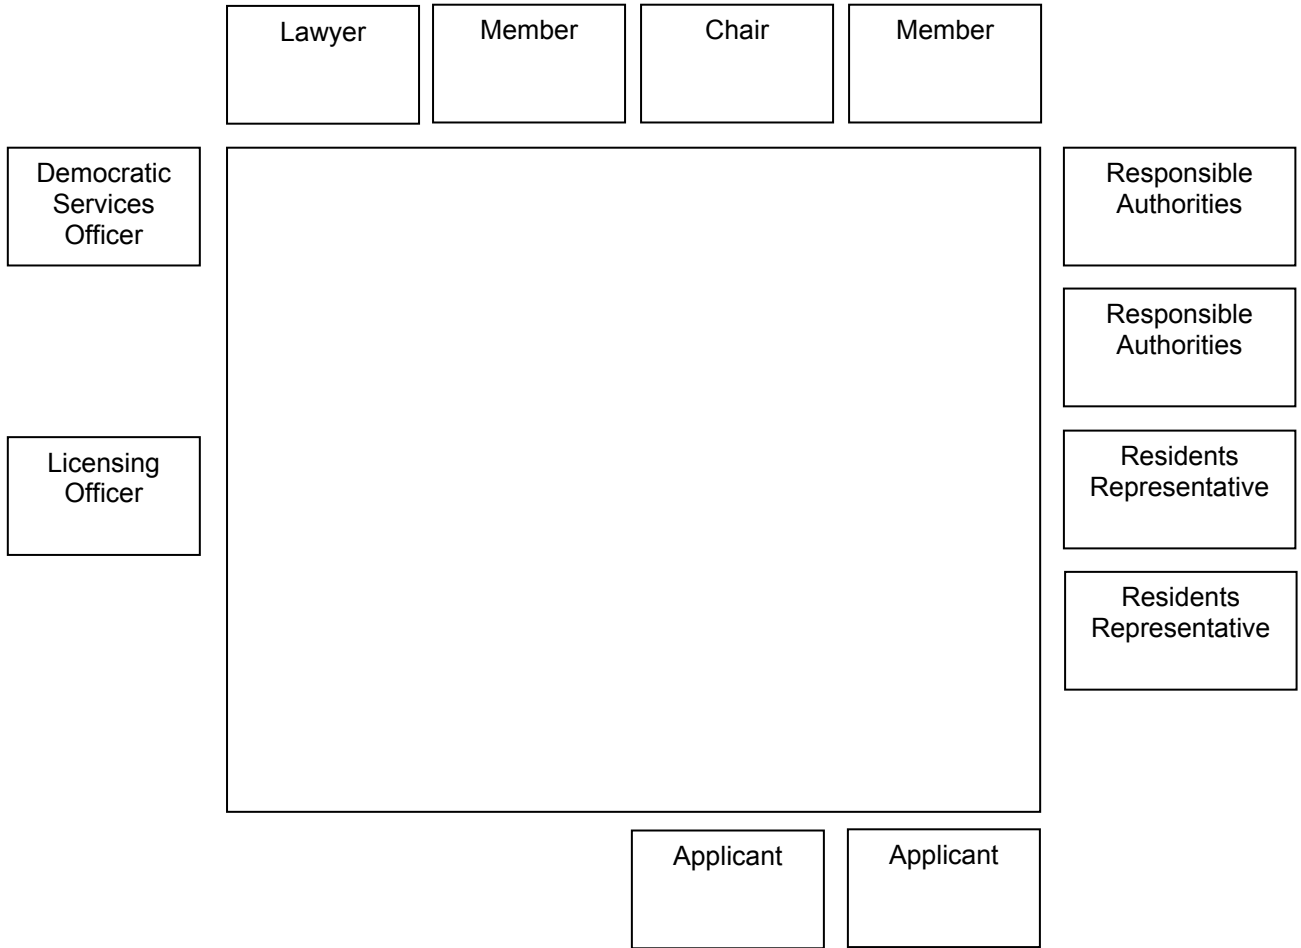 Lawyer
Member
Chair
Member
Democratic
Services
Officer
Responsible
Authorities
Responsible
Authorities
Licensing
Officer
Residents
Representative
Residents
Representative
Applicant
Applicant